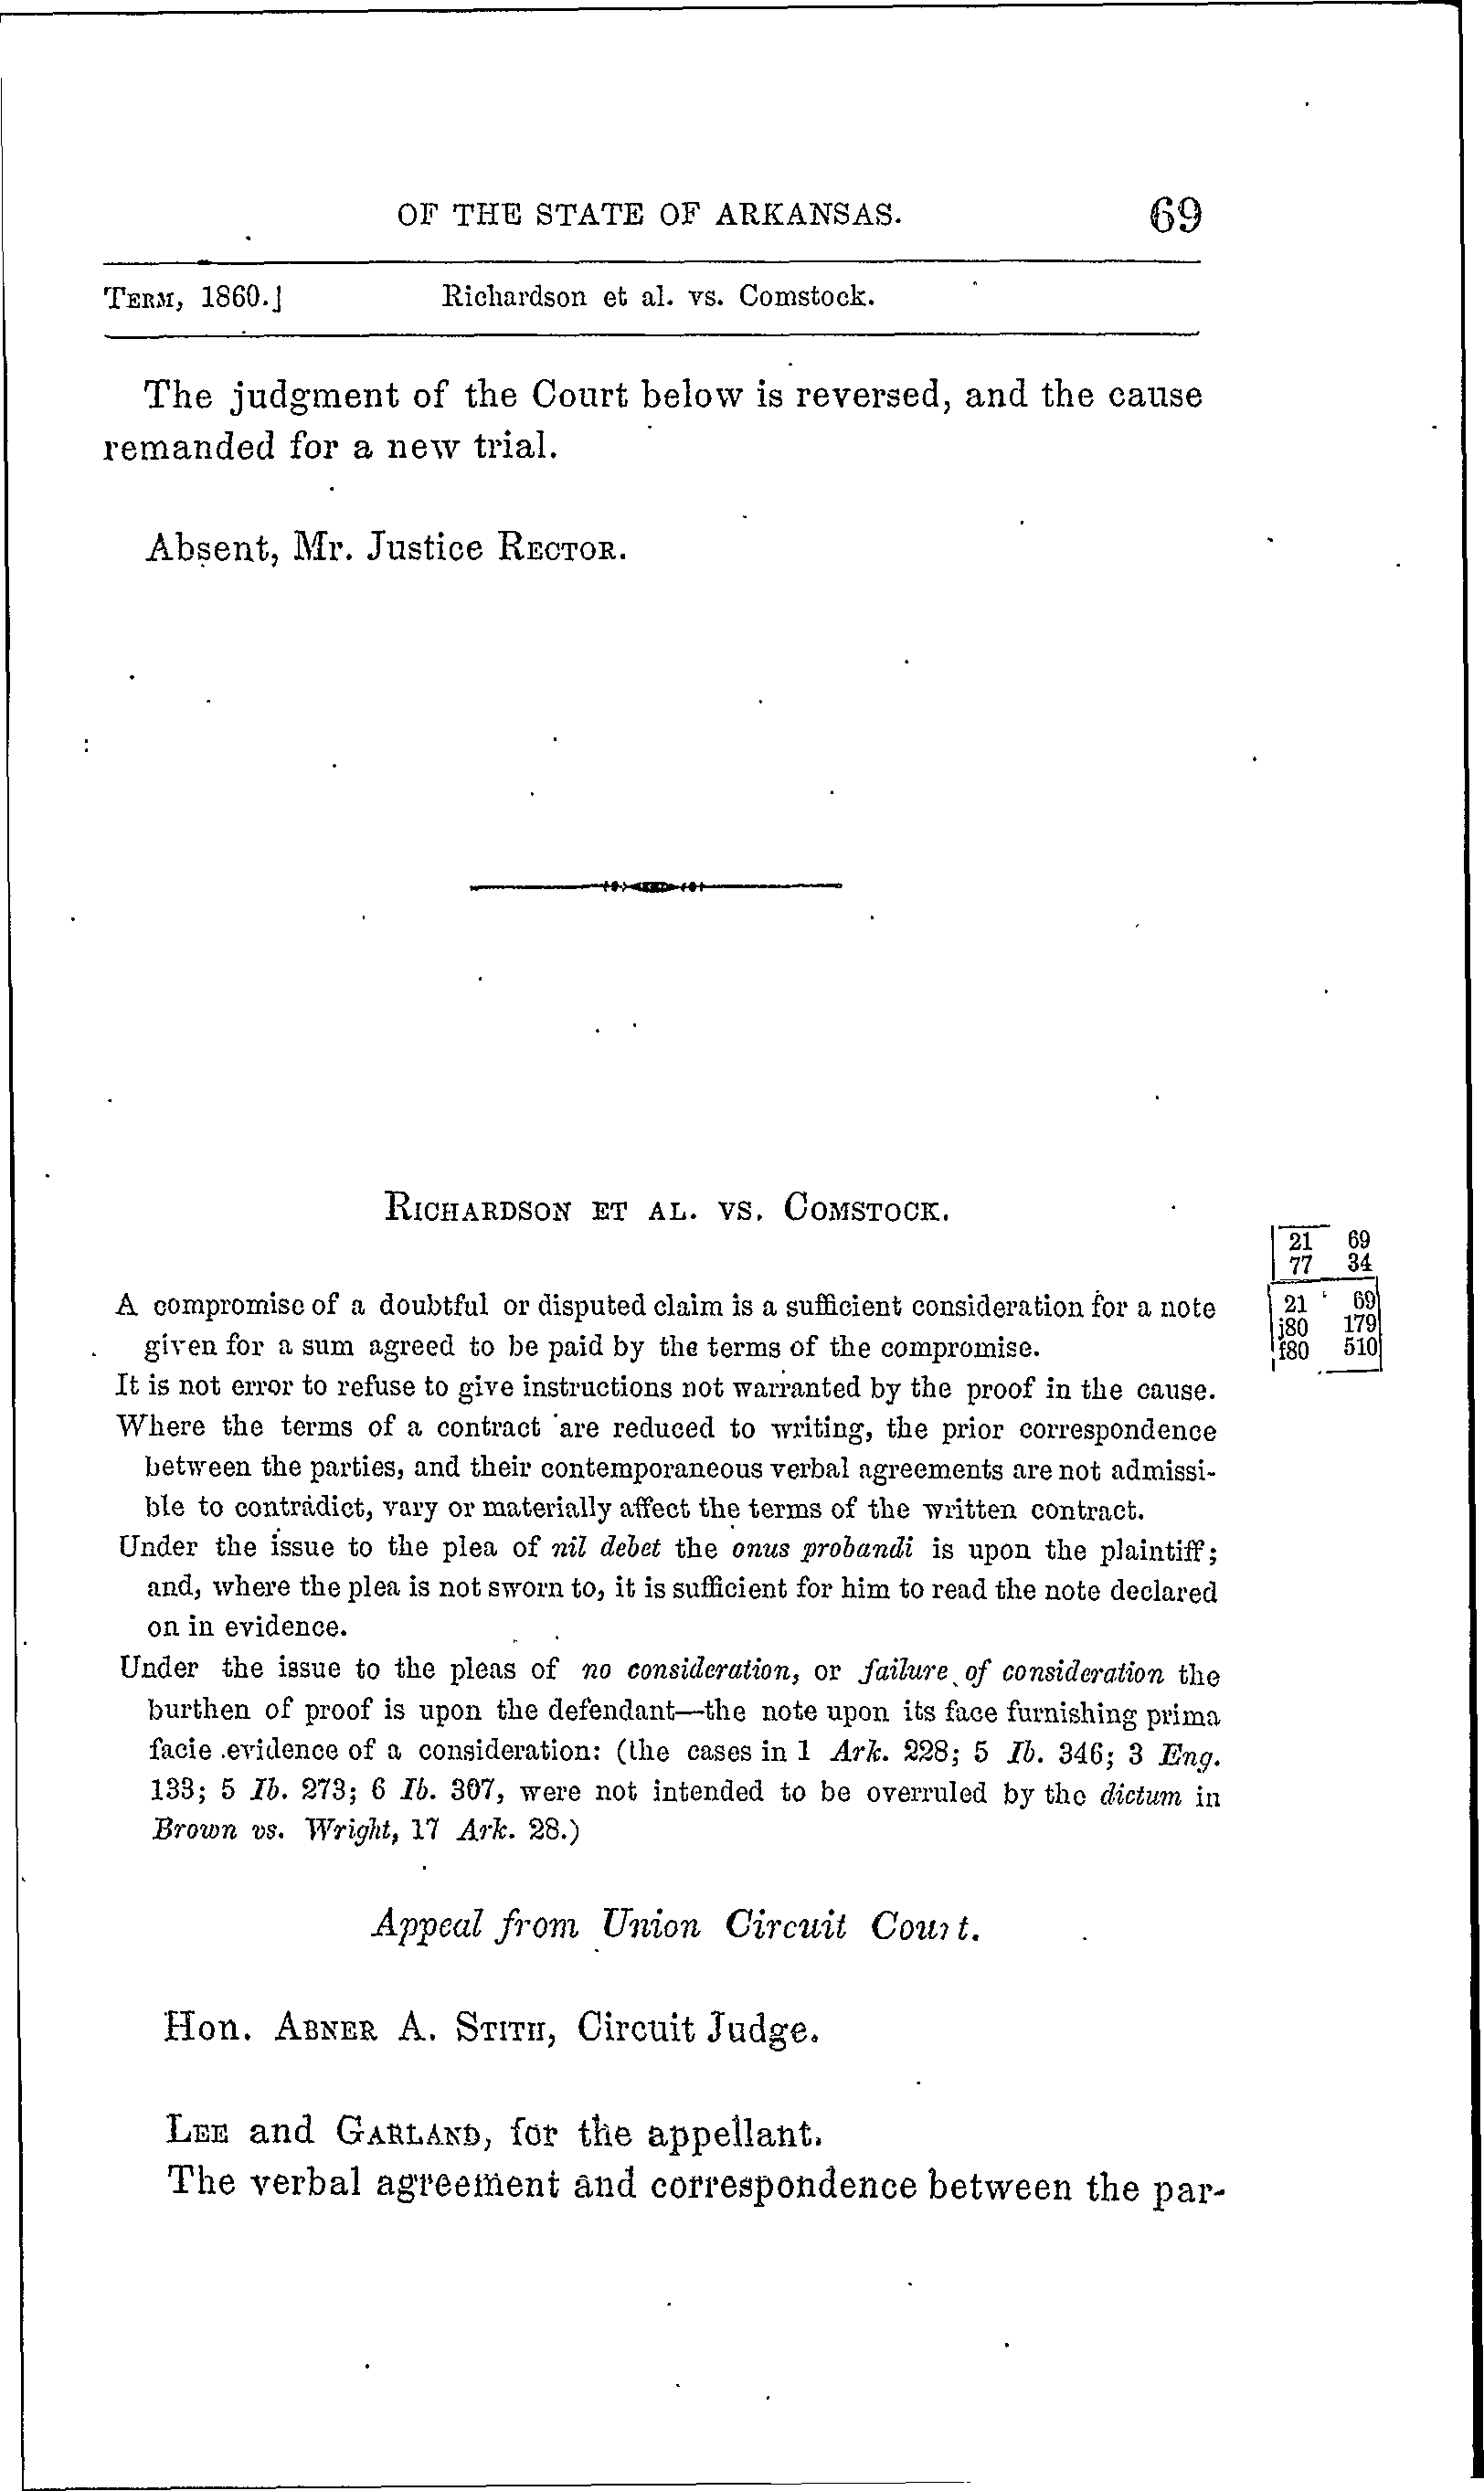 OF THE STATE OF ARKANSAS. 69
TERM, 1860.] Richardson et al. vs. Comstock.
The judgment of the Court below is reversed, and the cause
remanded for a new trial.
Absent, Mr. Justice RECTOR.
RICHARDSON ET AL. VS. COMSTOCK.
21 69
77 34
21 69
j80 179
f80 510
A compromise of a doubtful or disputed claim is a sufficient consideration for a note
given for a sum agreed to be paid by the terms of the compromise.
It is not error to refuse to give instructions not warranted by the proof in the cause.
Where the terms of a contract are reduced to writing, the prior correspondence
between the parties, and their contemporaneous verbal agreements are not admissi-
ble to contradict, vary or materially affect the terms of the written contract.
Under the issue to the plea of nil debet the onus probandi is upon the plaintiff;
and, where the plea is not sworn to, it is sufficient for him to read the note declared
on in evidence.
Under the issue to the pleas of no consideration, or failure of consideration the
burthen of proof is upon the defendant—the note upon its face furnishing prima
facie evidence of a consideration: (the cases in 1 Ark. 228; 5 Ib. 346; 3 Eng.
133; 5 Ib. 273; 6 Ib. 307, were not intended to be overruled by the dictum in
Brown vs. Wright, 17 Ark. 28.)
Appeal from Union Circuit Court.
Hon. ABNER A. STITH, Circuit Judge.
LEE and GARLAND, for the appellant.
The verbal agreement and correspondence between the par-